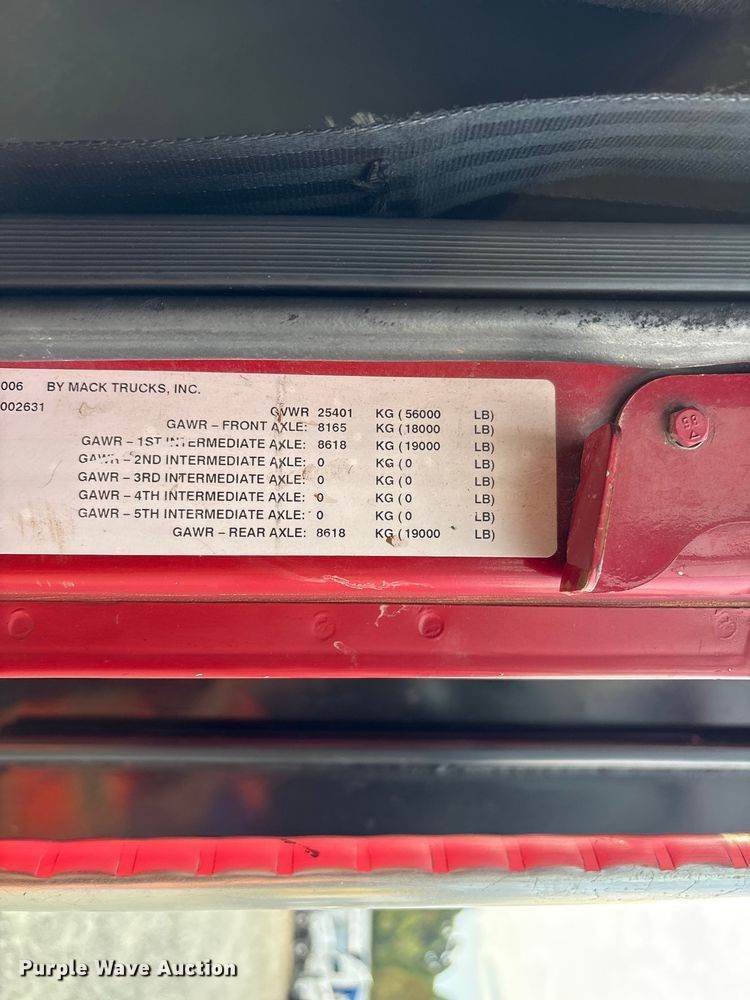 006 BY MACK TRUCKS, INC.
002631
GVWR 25401 KG ( 56000 LB)
GAWR – FRONT AXLE: 8165 KG ( 18000 LB)
GAWR – 1ST INTERMEDIATE AXLE: 8618 KG ( 19000 LB)
GAWR – 2ND INTERMEDIATE AXLE: 0 KG ( 0 LB)
GAWR – 3RD INTERMEDIATE AXLE: 0 KG ( 0 LB)
GAWR – 4TH INTERMEDIATE AXLE: 0 KG ( 0 LB)
GAWR – 5TH INTERMEDIATE AXLE: 0 KG ( 0 LB)
GAWR – REAR AXLE: 8618 KG ( 19000 LB)
Purple Wave Auction